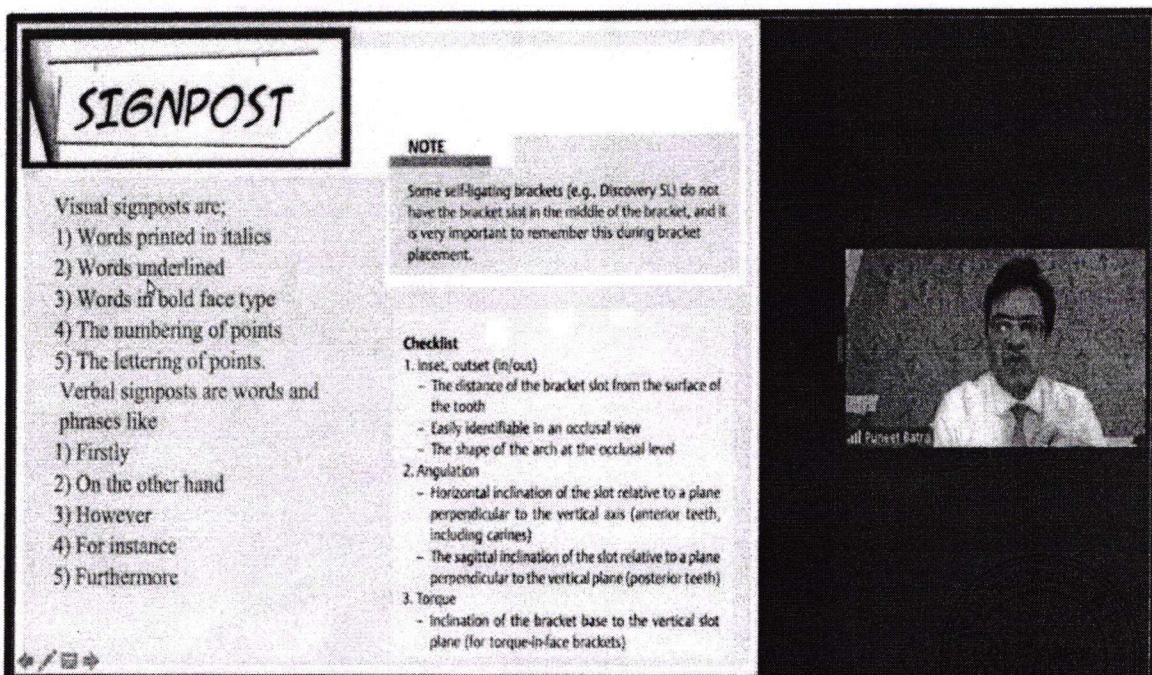 SIGNPOST
Visual signposts are;
1) Words printed in italics
2) Words underlined
3) Words in bold face type
4) The numbering of points
5) The lettering of points.
Verbal signposts are words and
phrases like
1) Firstly
2) On the other hand
3) However
4) For instance
5) Furthermore
NOTE
Some self-ligating brackets (e.g., Discovery SL) do not
have the bracket slot in the middle of the bracket, and it
is very important to remember this during bracket
placement.
Checklist
1. Inset, outset (in/out)
– The distance of the bracket slot from the surface of
the tooth
– Easily identifiable in an occlusal view
– The shape of the arch at the occlusal level
2. Angulation
– Horizontal inclination of the slot relative to a plane
perpendicular to the vertical axis (anterior teeth,
including canines)
– The sagittal inclination of the slot relative to a plane
perpendicular to the vertical plane (posterior teeth)
3. Torque
– Inclination of the bracket base to the vertical slot
plane (for torque-in-face brackets)
Puneet Batra